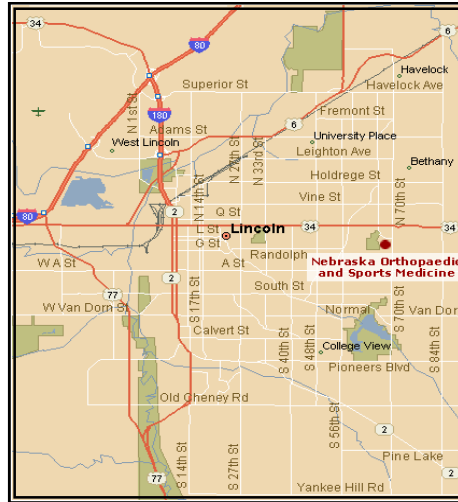 34
80
6
Havelock
Superior St
Havelock Ave
180
Fremont St
N 1st St
Adams St
6
University Place
West Lincoln
N 27th St
N 33rd St
Leighton Ave
Bethany
Holdrege St
N 14th St
Vine St
N 70th St
80
2
Q St
34
34
L St
Lincoln
G St
Randolph
W A St
A St
Nebraska Orthopaedic
and Sports Medicine
2
77
South St
W Van Dorn St
S 17th St
Normal
Van Dor
Calvert St
S 40th St
S 48th St
College View
S 70th St
S 84th St
Pioneers Blvd
Old Cheney Rd
S 56th St
2
S 14th St
S 27th St
Pine Lake
77
2
Yankee Hill Rd